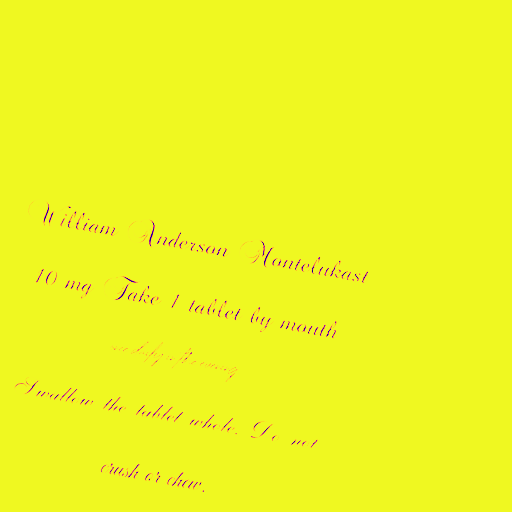 William Anderson Montelukast
10 mg Take 1 tablet by mouth
Swallow the tablet whole. Do not
crush or chew.